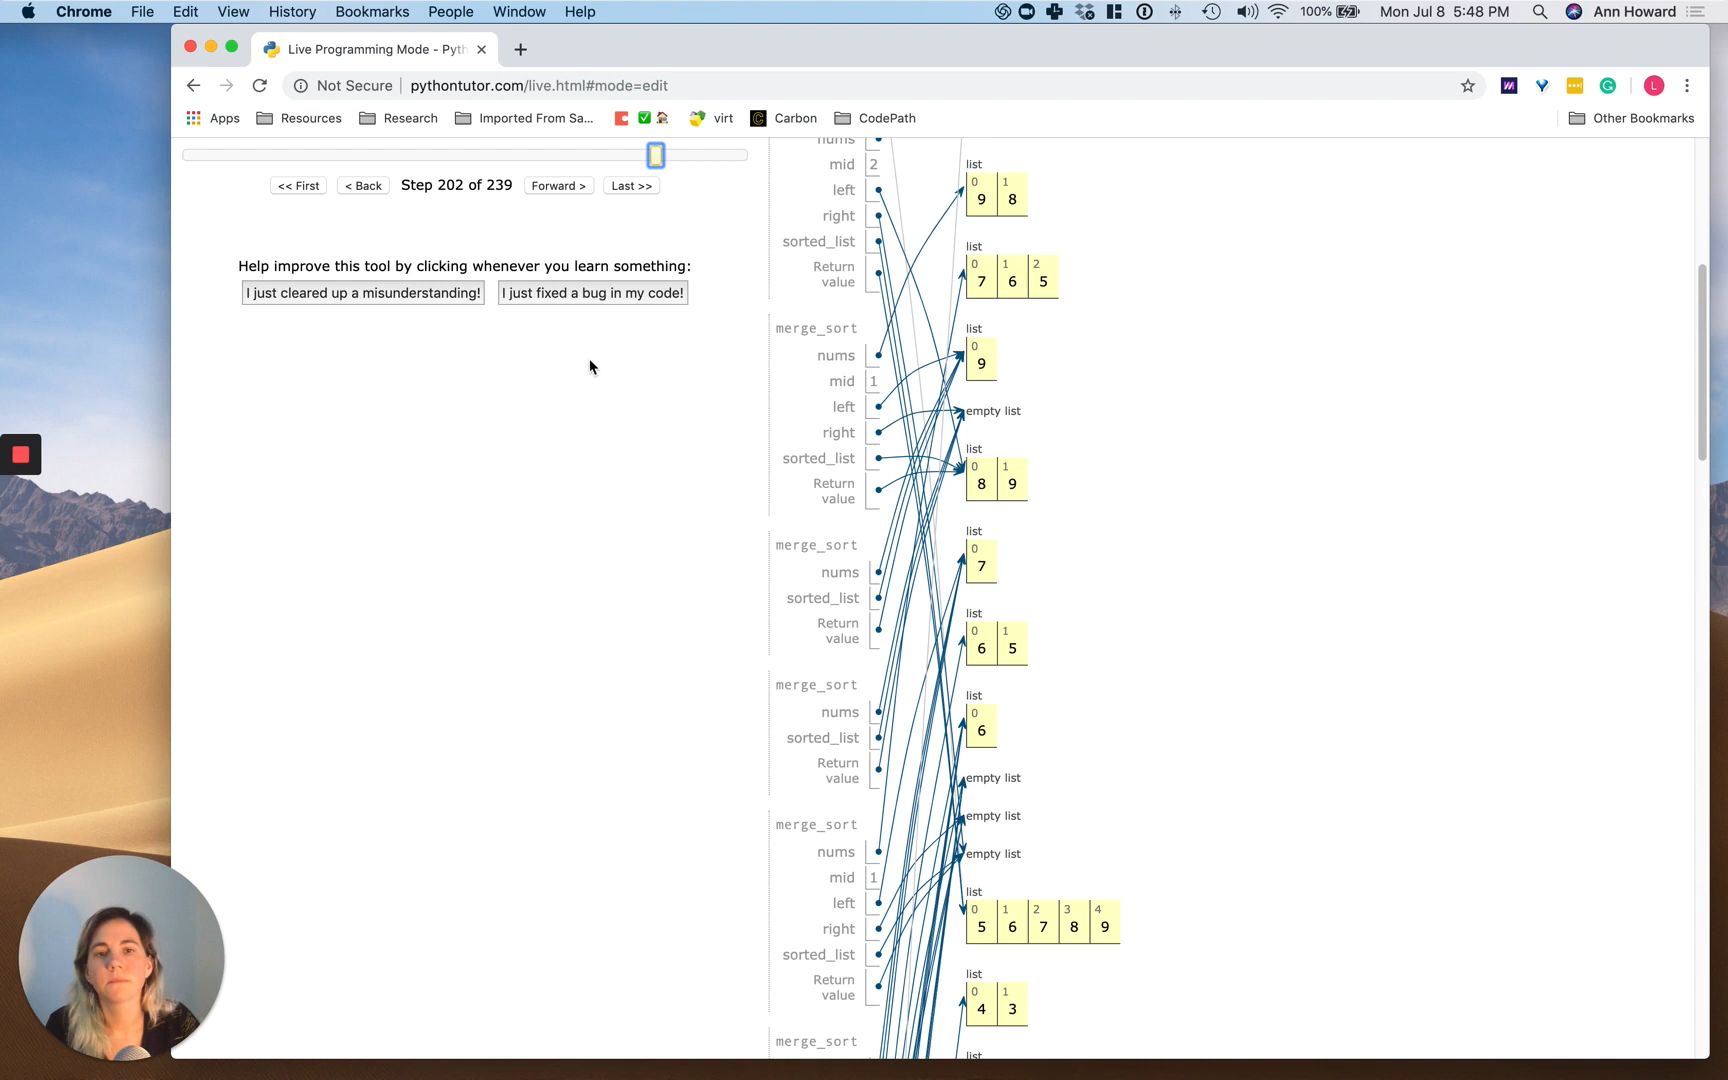 Chrome File Edit View History Bookmarks People Window Help 100% Mon Jul 8 5:48 PM Ann Howard
Live Programming Mode - Pyth
Not Secure pythontutor.com/live.html#mode=edit
Apps Resources Research Imported From Sa... virt Carbon CodePath Other Bookmarks
<< First < Back Step 202 of 239 Forward > Last >>
Help improve this tool by clicking whenever you learn something:
I just cleared up a misunderstanding! I just fixed a bug in my code!
nums
mid 2
left
right
sorted_list
Return
value
merge_sort
nums
mid 1
left
right
sorted_list
Return
value
merge_sort
nums
sorted_list
Return
value
merge_sort
nums
sorted_list
Return
value
merge_sort
nums
mid 1
left
right
sorted_list
Return
value
merge_sort
list
0 1
9 8
list
0 1 2
7 6 5
list
0
9
empty list
list
0 1
8 9
list
0
7
list
0 1
6 5
list
0
6
empty list
empty list
empty list
list
0 1 2 3 4
5 6 7 8 9
list
0 1
4 3
list